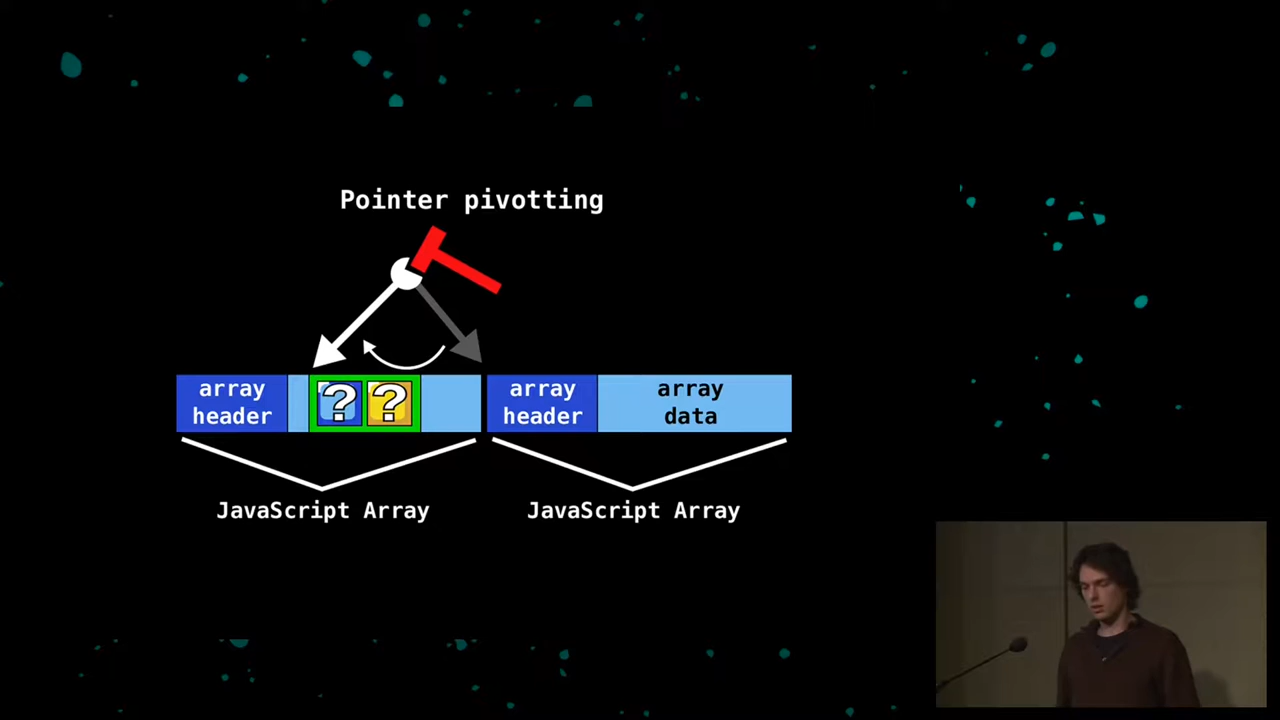 Pointer pivotting
array
header
? ?
array
header
array
data
JavaScript Array
JavaScript Array